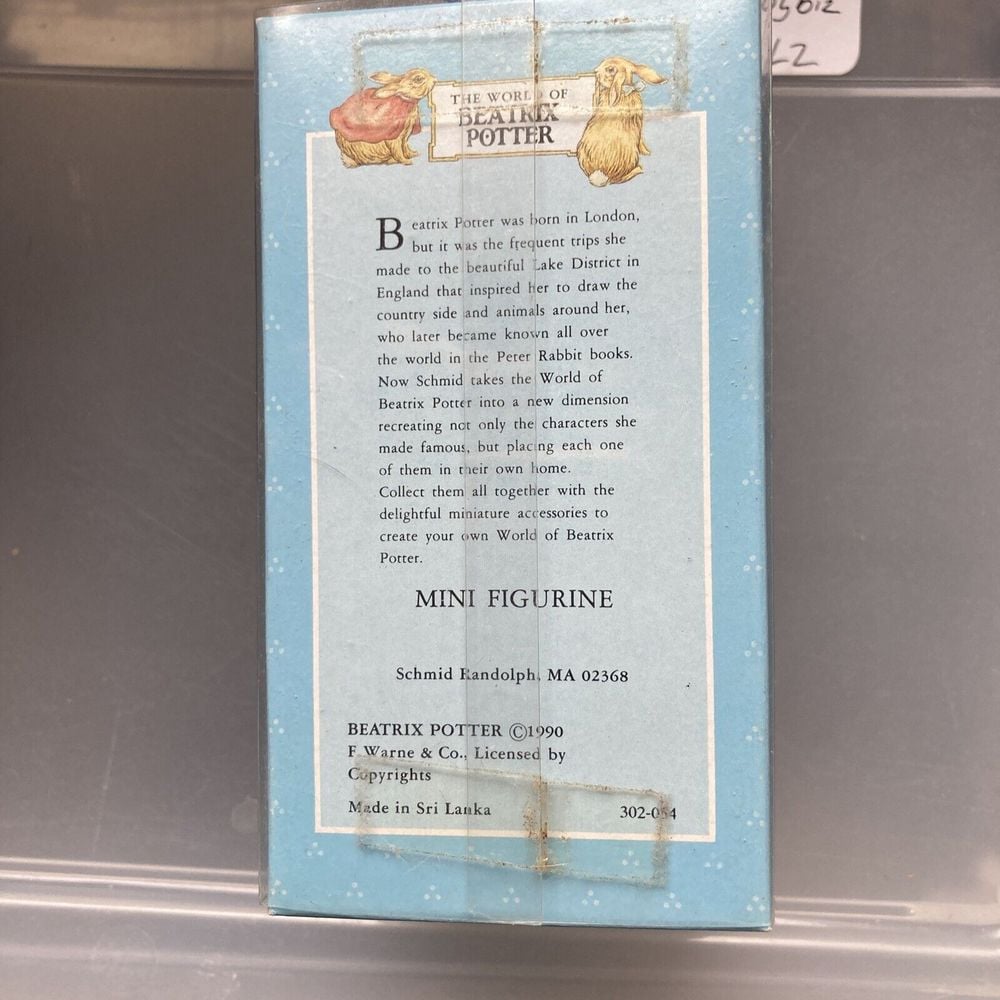 5012
LZ
THE WORLD OF
BEATRIX
POTTER
Beatrix Potter was born in London,
but it was the frequent trips she
made to the beautiful Lake District in
England that inspired her to draw the
country side and animals around her,
who later became known all over
the world in the Peter Rabbit books.
Now Schmid takes the World of
Beatrix Potter into a new dimension
recreating not only the characters she
made famous, but placing each one
of them in their own home.
Collect them all together with the
delightful miniature accessories to
create your own World of Beatrix
Potter.
MINI FIGURINE
Schmid Randolph, MA 02368
BEATRIX POTTER ©1990
F. Warne & Co., Licensed by
Copyrights
Made in Sri Lanka 302-054